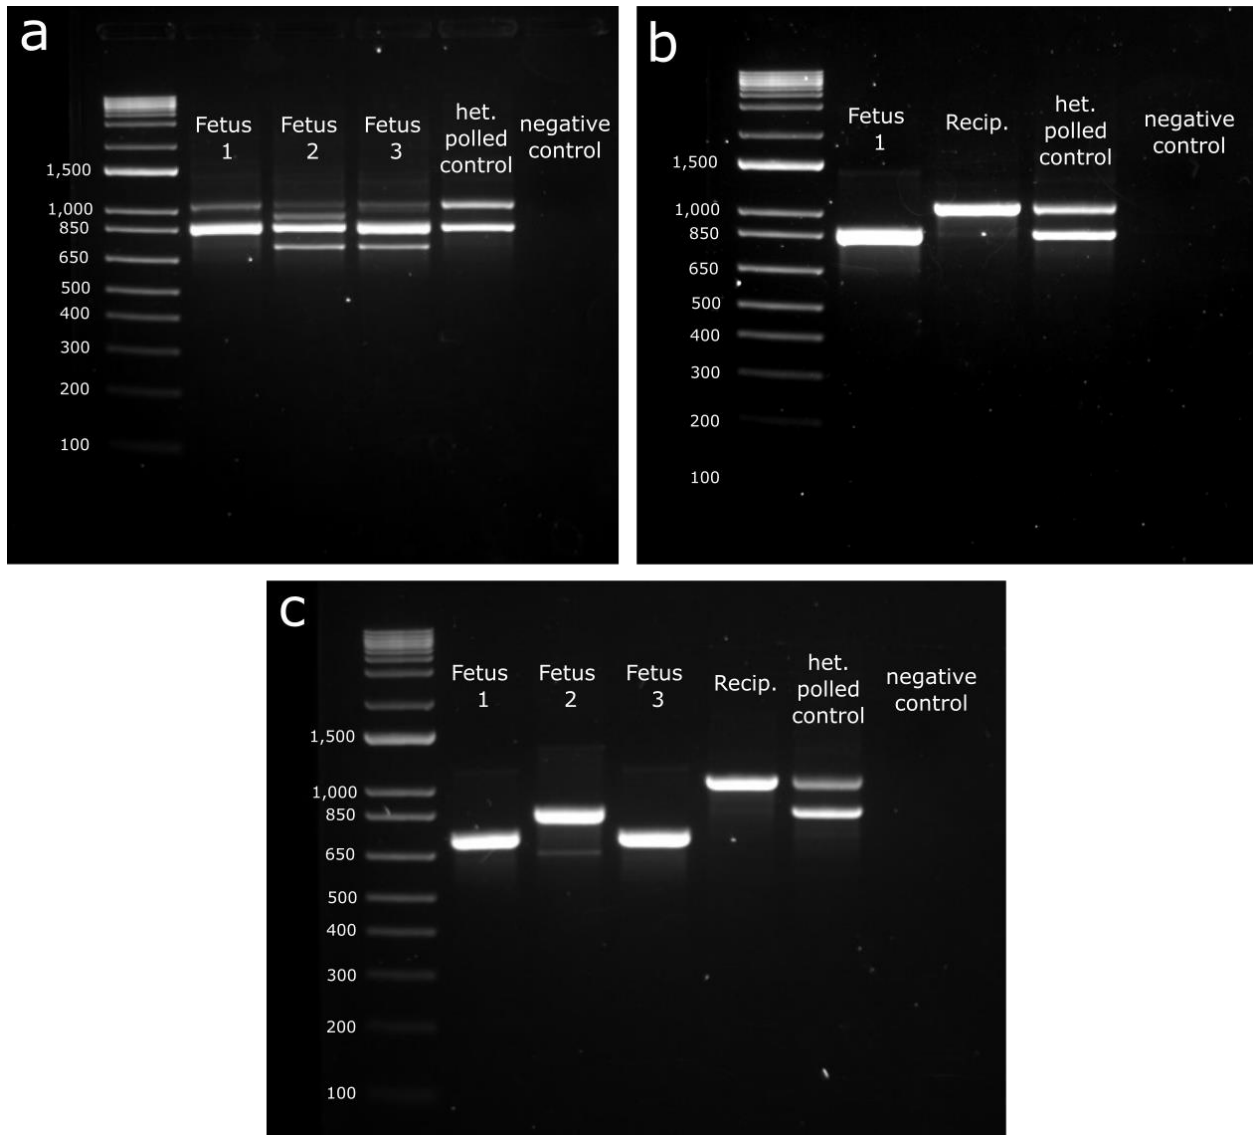 a
Fetus
1
Fetus
2
Fetus
3
het.
polled
control
negative
control
1,500
1,000
850
650
500
400
300
200
100
b
Fetus
1
Recip.
het.
polled
control
negative
control
1,500
1,000
850
650
500
400
300
200
100
c
Fetus
1
Fetus
2
Fetus
3
Recip.
het.
polled
control
negative
control
1,500
1,000
850
650
500
400
300
200
100